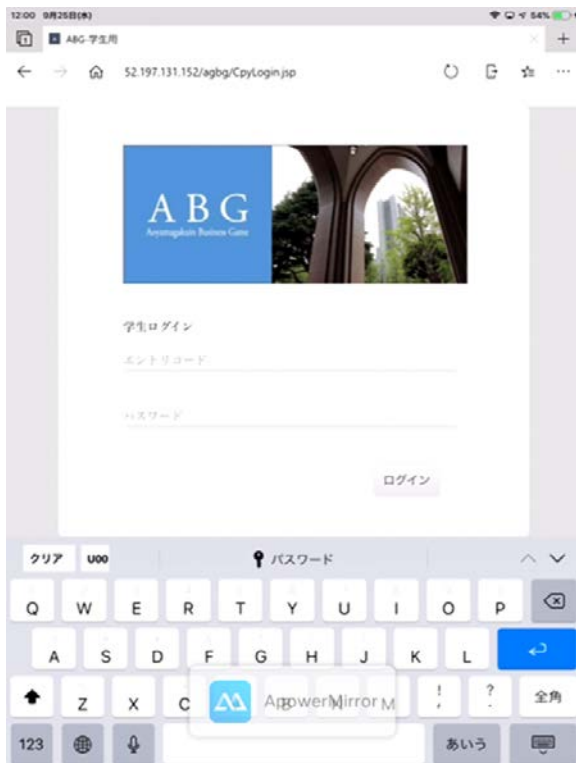 12:00 9月25日(水)
54%
ABG-学生用
52.197.131.152/agbg/CpyLogin.jsp
ABG
Aoyamagakuin Business Game
学生ログイン
エントリコード
パスワード
ログイン
クリア U00 パスワード
Q W E R T Y U I O P
A S D F G H J K L
Z X C B N M ! , ? . 全角
ApowerMirror
123 あいう